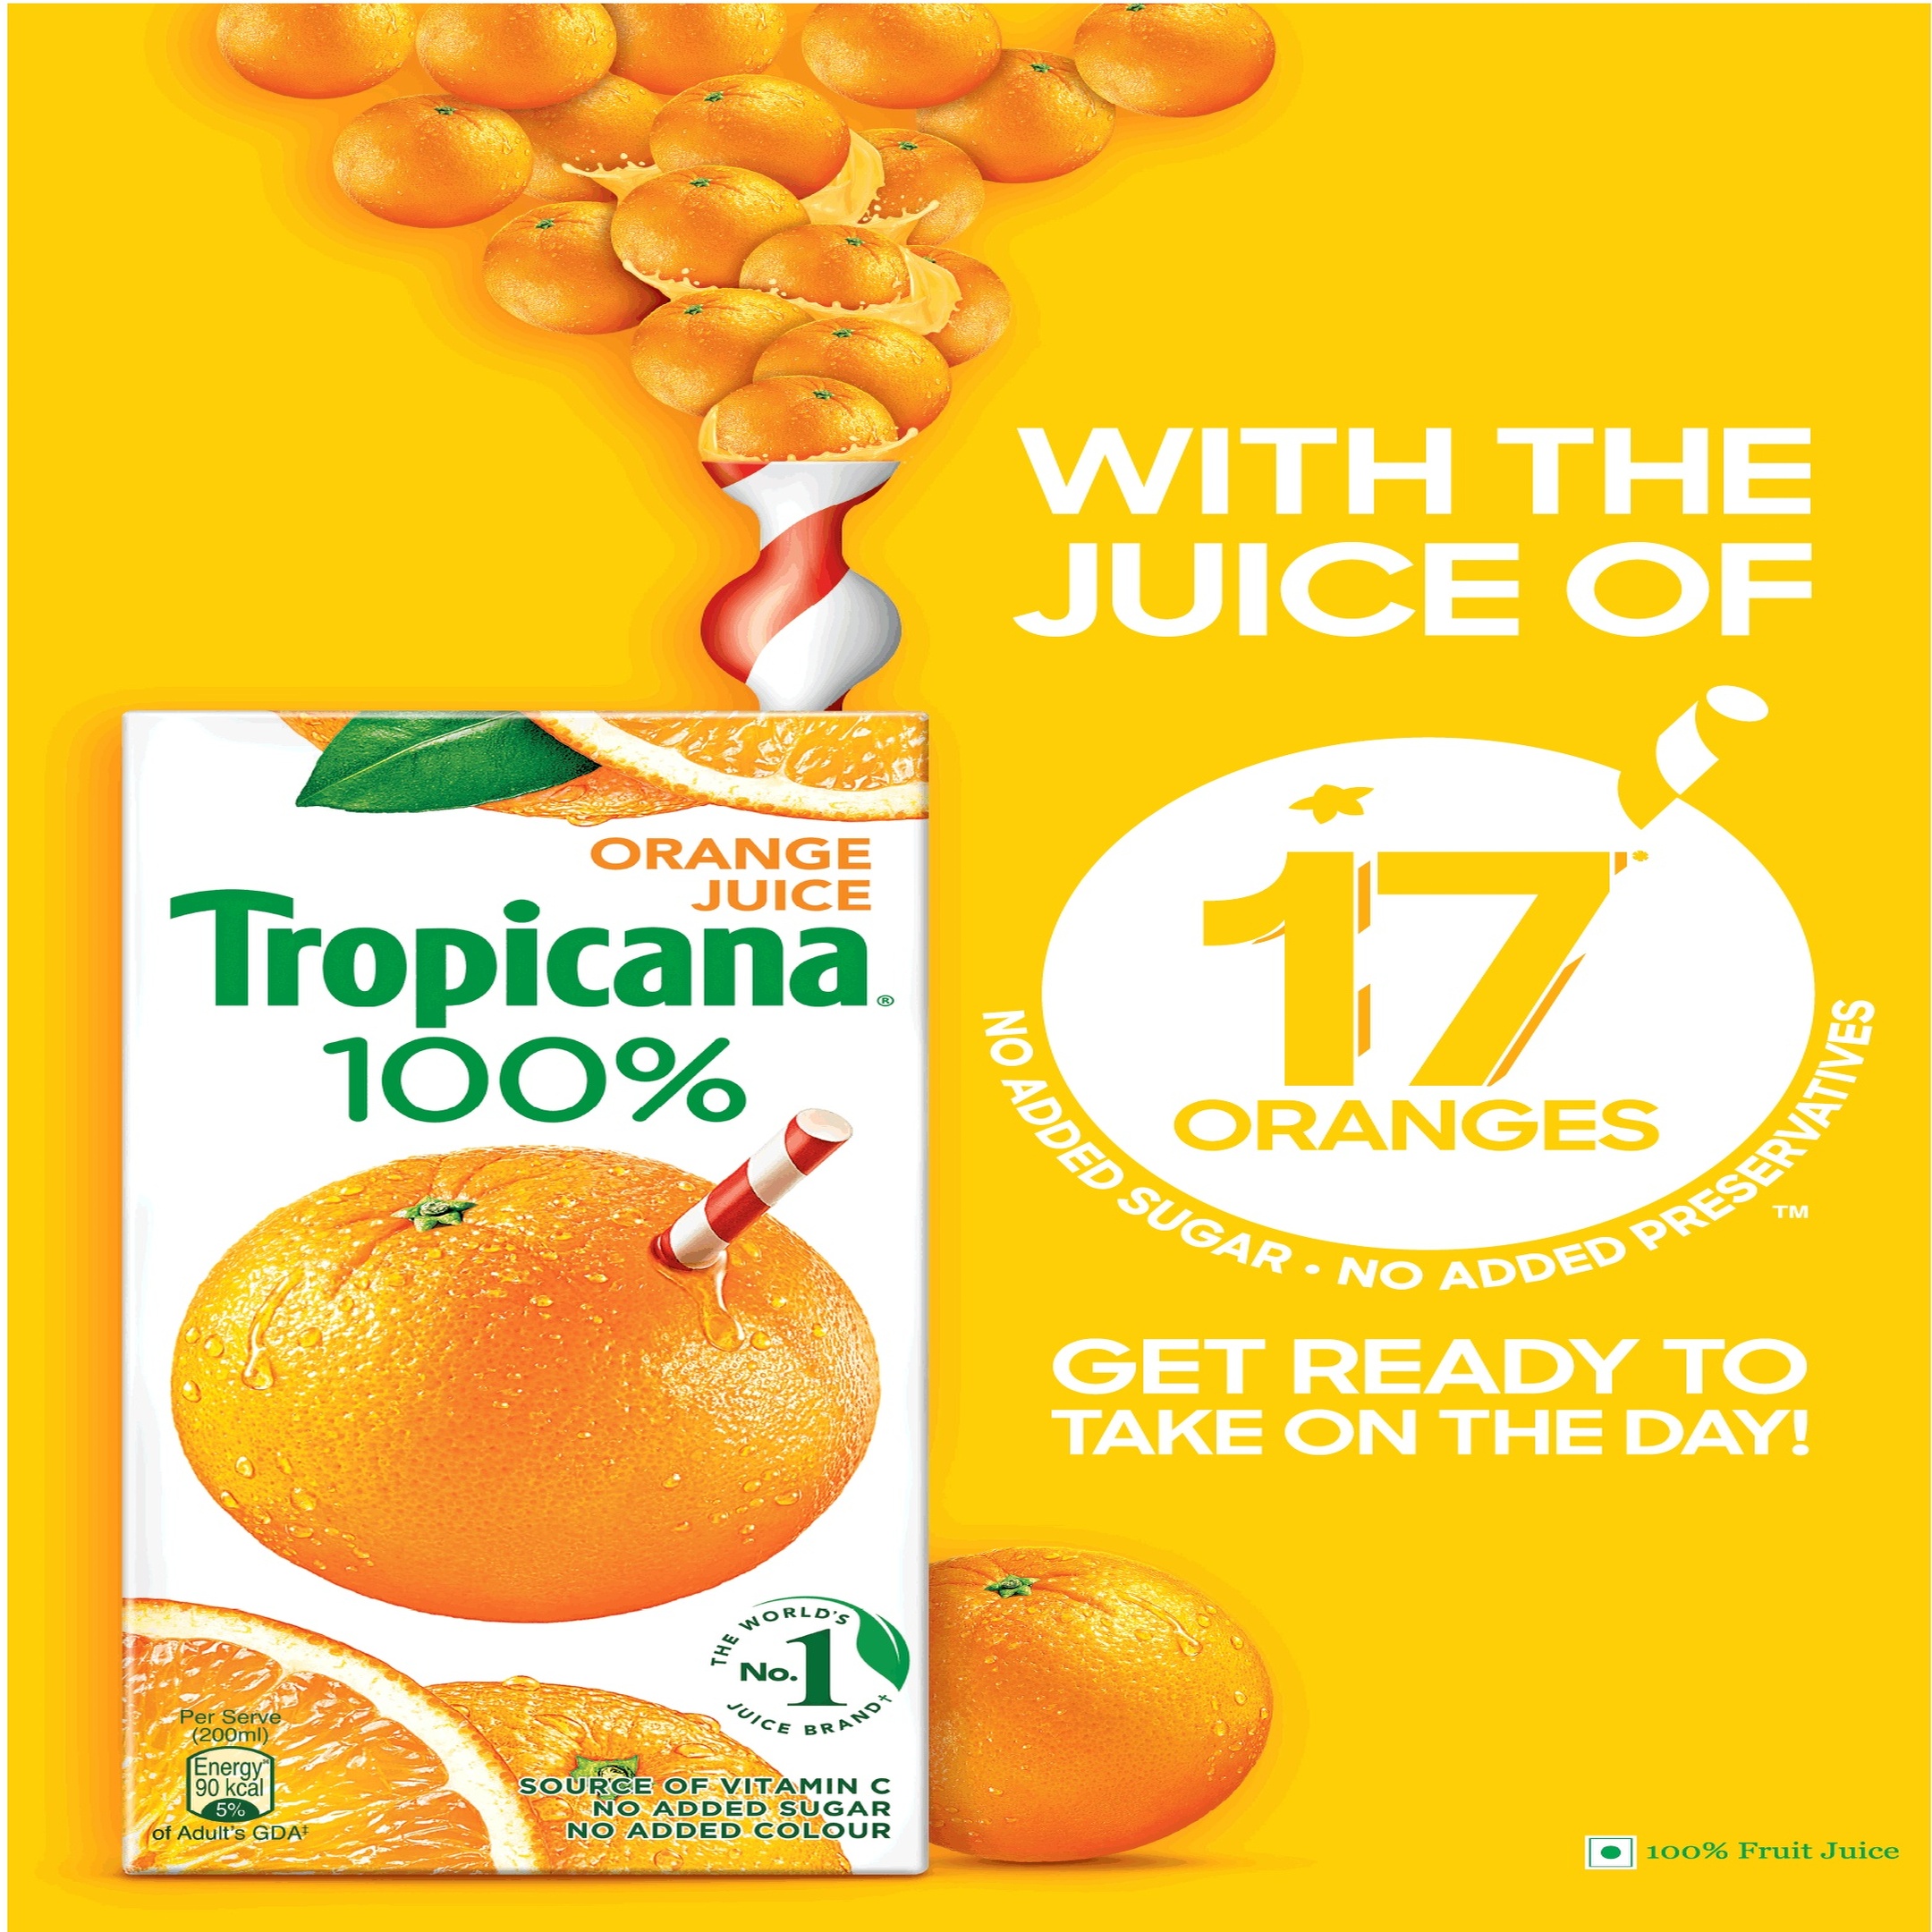 WITH THE
JUICE OF
17*
ORANGES
NO ADDED SUGAR • NO ADDED PRESERVATIVES
™
GET READY TO
TAKE ON THE DAY!
ORANGE
JUICE
Tropicana®
100%
THE WORLD'S
No. 1
JUICE BRAND†
Per Serve
(200ml)
Energy*
90 kcal
5%
of Adult's GDA‡
SOURCE OF VITAMIN C
NO ADDED SUGAR
NO ADDED COLOUR
100% Fruit Juice